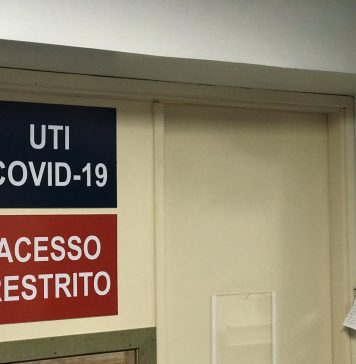 UTI
COVID-19
ACESSO
RESTRITO